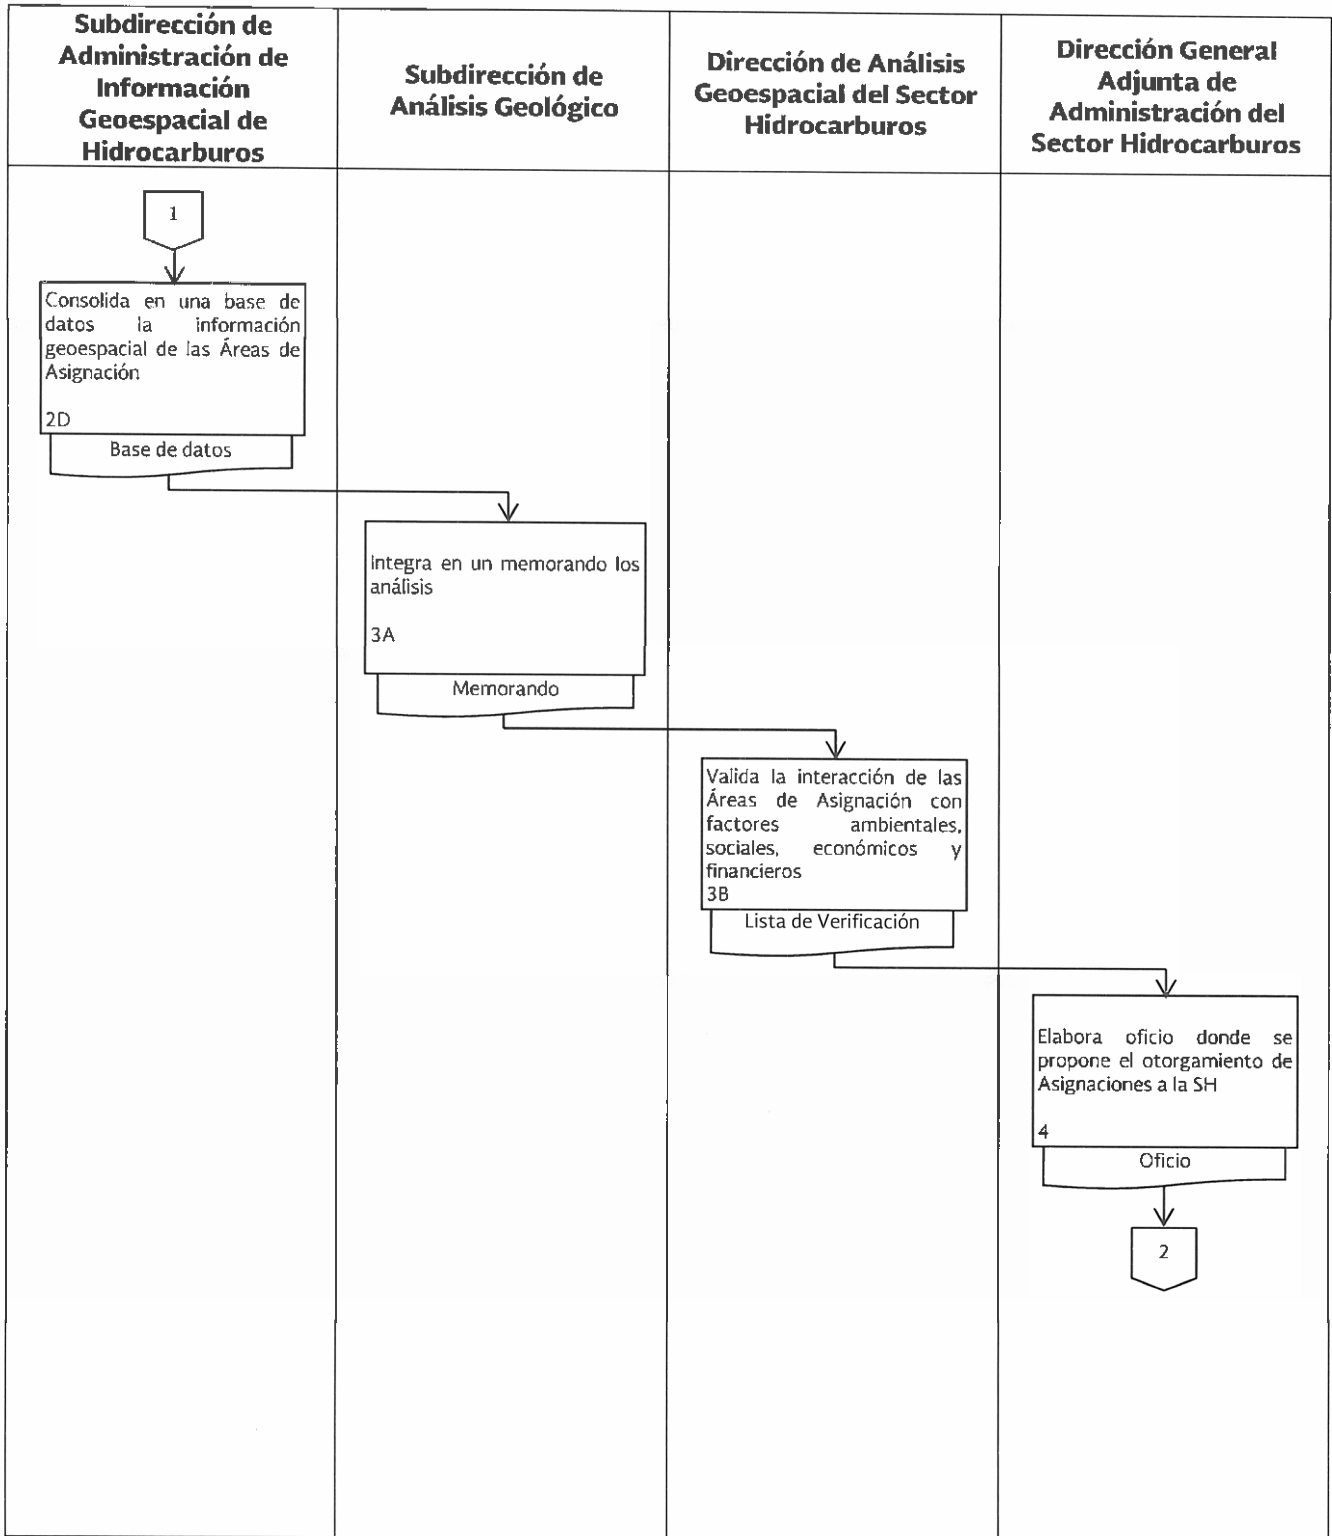 Subdirección de
Administración de
Información
Geoespacial de
Hidrocarburos
Subdirección de
Análisis Geológico
Dirección de Análisis
Geoespacial del Sector
Hidrocarburos
Dirección General
Adjunta de
Administración del
Sector Hidrocarburos
1
Consolida en una base de
datos la información
geoespacial de las Áreas de
Asignación
2D
Base de datos
Integra en un memorando los
análisis
3A
Memorando
Valida la interacción de las
Áreas de Asignación con
factores ambientales,
sociales, económicos y
financieros
3B
Lista de Verificación
Elabora oficio donde se
propone el otorgamiento de
Asignaciones a la SH
4
Oficio
2